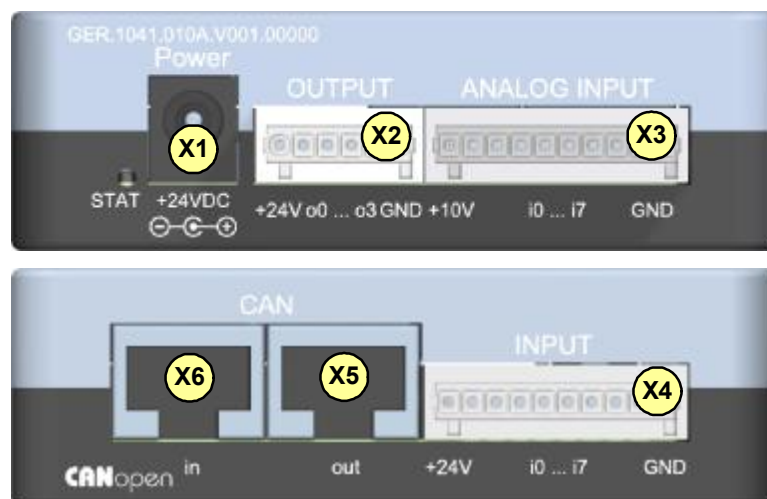 GER.1041.010A.V001.00000
Power
OUTPUT
ANALOG INPUT
X1
X2
X3
STAT
+24VDC
+24V o0 ... o3 GND
+10V
i0 ... i7
GND
CAN
INPUT
X6
X5
X4
CANopen
in
out
+24V
i0 ... i7
GND